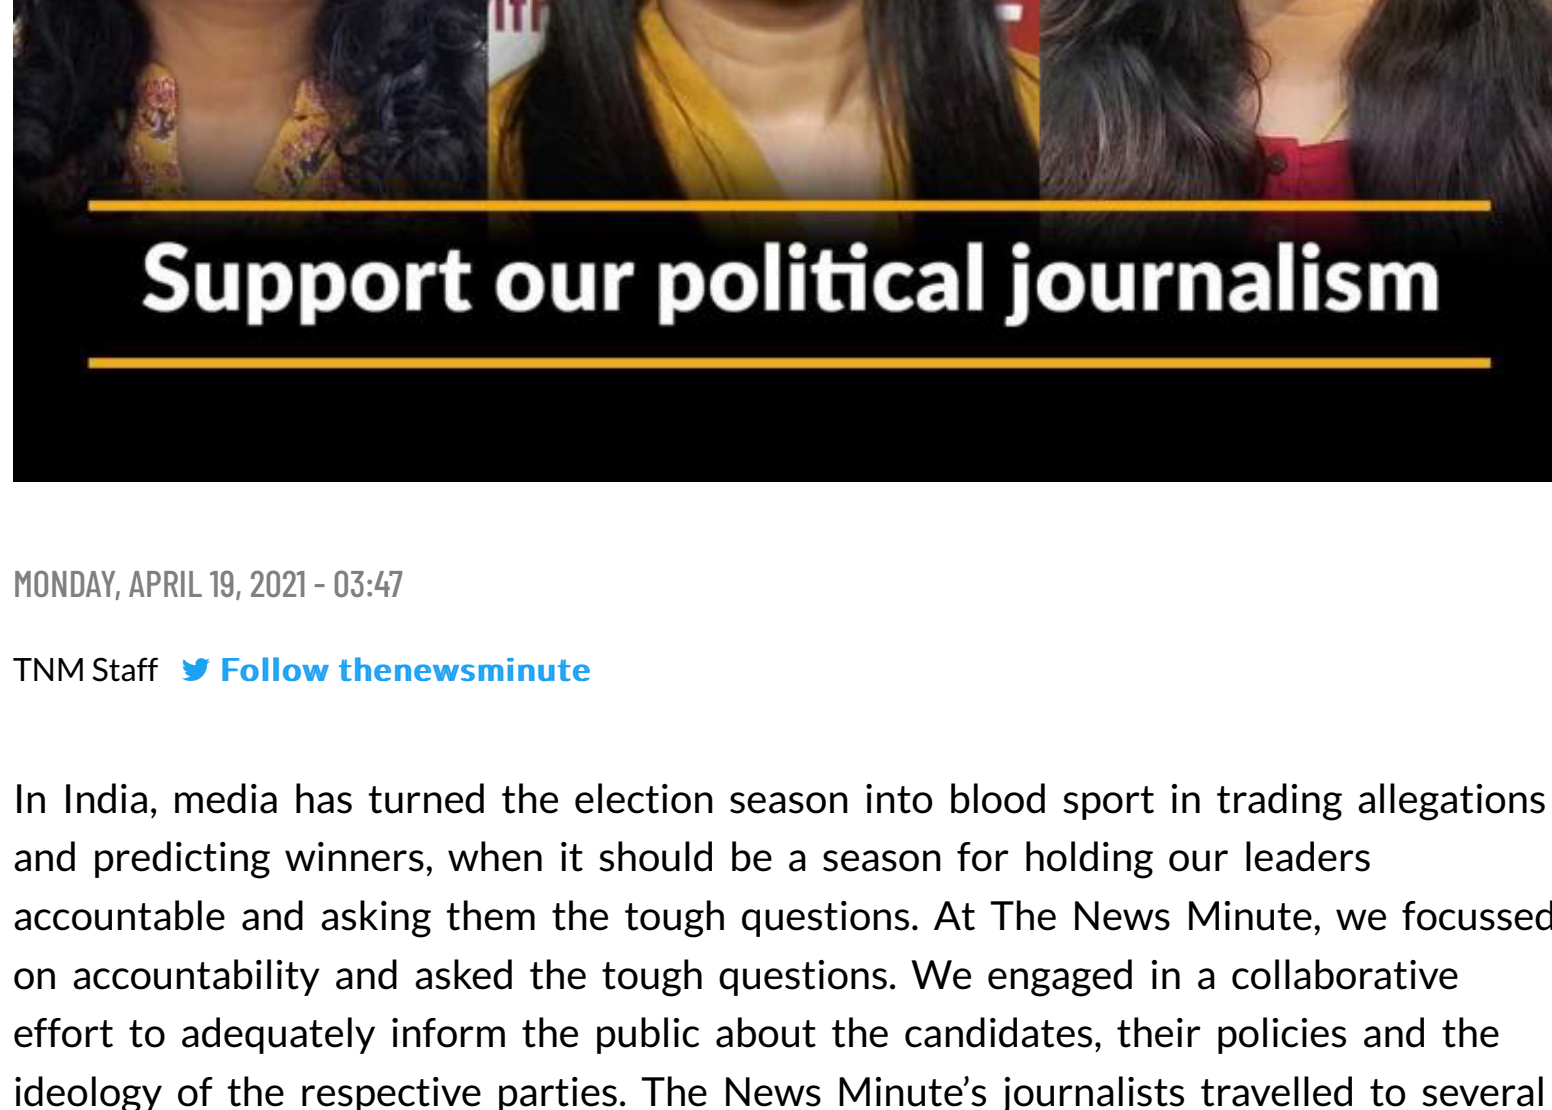 Support our political journalism
MONDAY, APRIL 19, 2021 - 03:47
TNM Staff Follow thenewsminute
In India, media has turned the election season into blood sport in trading allegations
and predicting winners, when it should be a season for holding our leaders
accountable and asking them the tough questions. At The News Minute, we focussed
on accountability and asked the tough questions. We engaged in a collaborative
effort to adequately inform the public about the candidates, their policies and the
ideology of the respective parties. The News Minute’s journalists travelled to several